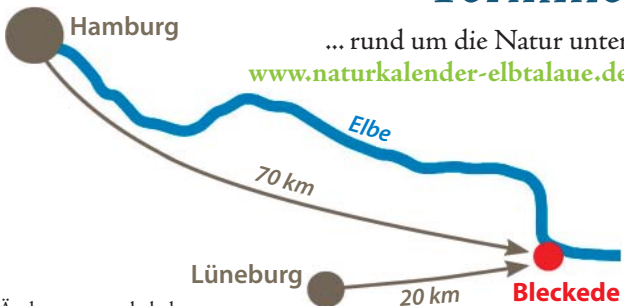 Hamburg
... rund um die Natur unter
www.naturkalender-elbtalaue.de
Elbe
70 km
Lüneburg
20 km
Bleckede